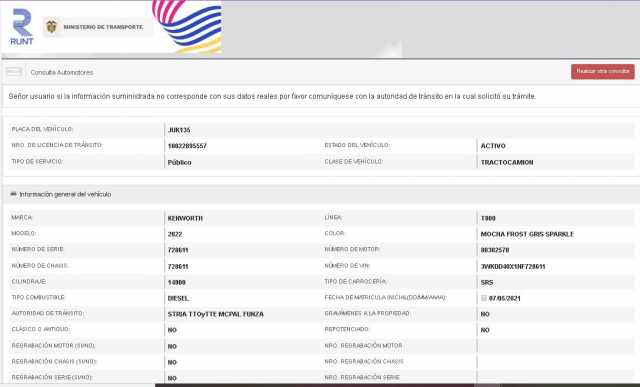 RUNT
MINISTERIO DE TRANSPORTE
Consulta Automotores
Realizar otra consulta
Señor usuario si la información suministrada no corresponde con sus datos reales por favor comuníquese con la autoridad de tránsito en la cual solicitó su trámite.
PLACA DEL VEHÍCULO: JUK135
NRO. DE LICENCIA DE TRÁNSITO: 10022895557 ESTADO DEL VEHÍCULO: ACTIVO
TIPO DE SERVICIO: Público CLASE DE VEHÍCULO: TRACTOCAMION
Información general del vehículo
MARCA: KENWORTH LÍNEA: T800
MODELO: 2022 COLOR: MOCHA FROST GRIS SPARKLE
NÚMERO DE SERIE: 728611 NÚMERO DE MOTOR: 80382570
NÚMERO DE CHASIS: 728611 NÚMERO DE VIN: 3WKDD40X1NF728611
CILINDRAJE: 14900 TIPO DE CARROCERÍA: SRS
TIPO COMBUSTIBLE: DIESEL FECHA DE MATRICULA INICIAL(DD/MM/AAAA): 07/05/2021
AUTORIDAD DE TRÁNSITO: STRIA TTOyTTE MCPAL FUNZA GRAVÁMENES A LA PROPIEDAD: NO
CLÁSICO O ANTIGUO: NO REPOTENCIADO: NO
REGRABACIÓN MOTOR (SI/NO): NO NRO. REGRABACIÓN MOTOR
REGRABACIÓN CHASIS (SI/NO): NO NRO. REGRABACIÓN CHASIS
REGRABACIÓN SERIE (SI/NO): NO NRO. REGRABACIÓN SERIE